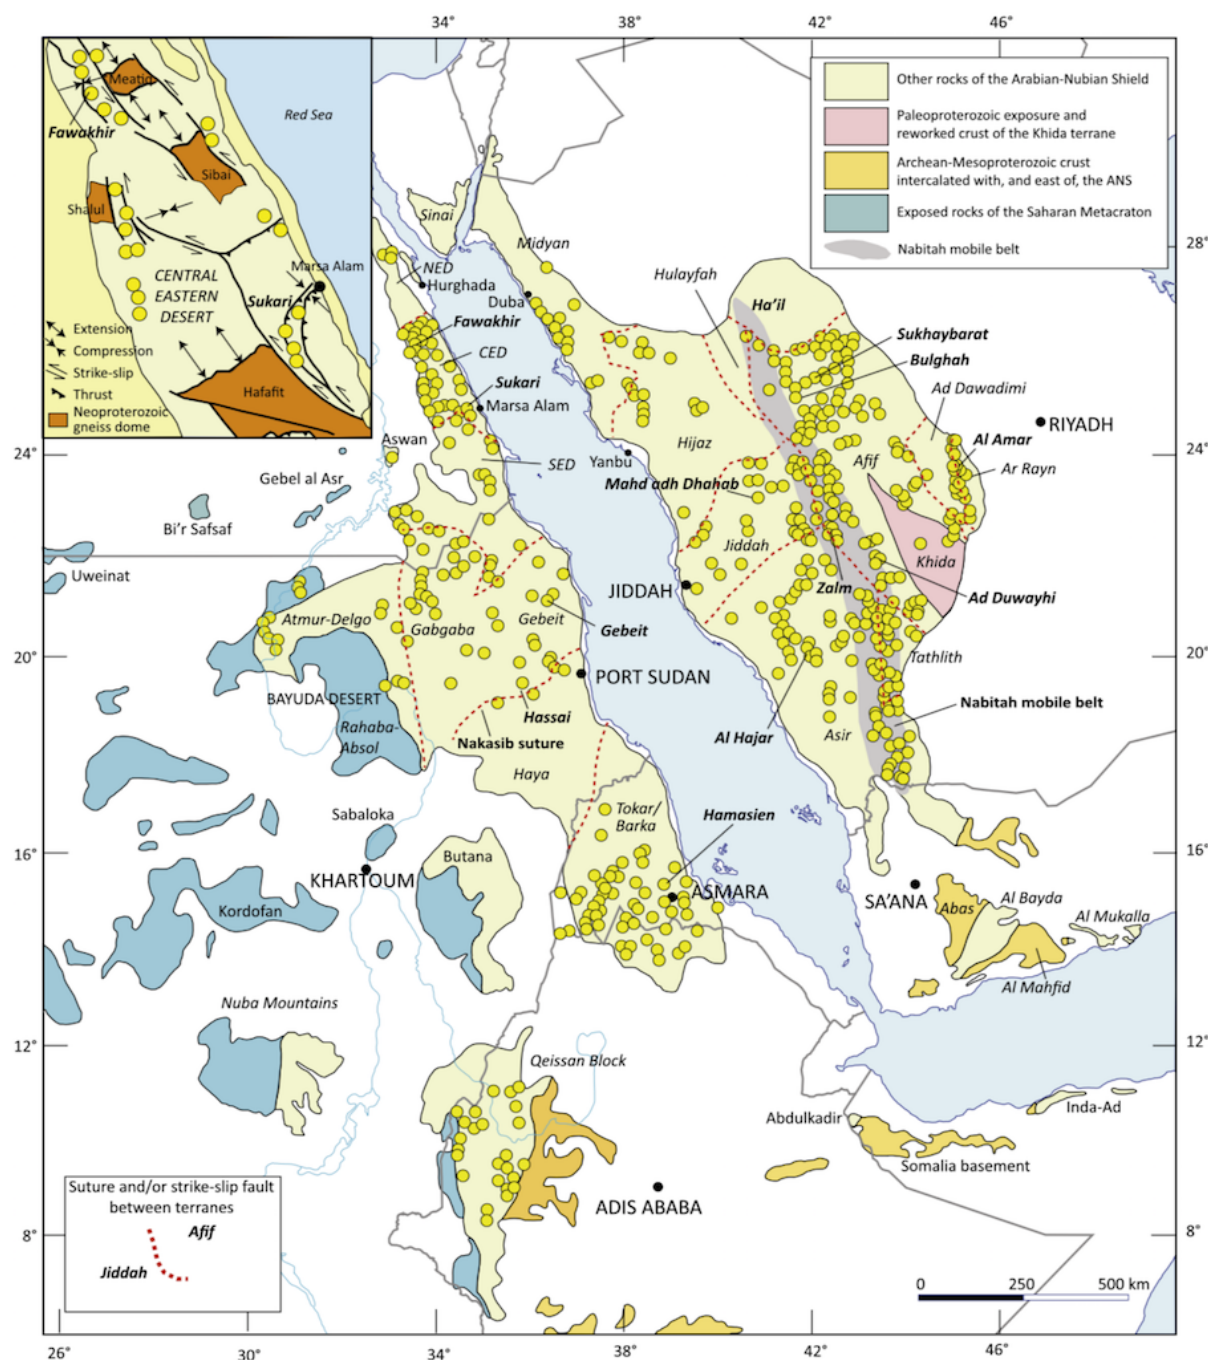 34°
38°
42°
46°
Meatiq
Fawakhir
Sibai
Shalul
Red Sea
CENTRAL
EASTERN
DESERT
Marsa Alam
Sukari
Hafafit
Extension
Compression
Strike-slip
Thrust
Neoproterozoic
gneiss dome
Other rocks of the Arabian-Nubian Shield
Paleoproterozoic exposure and
reworked crust of the Khida terrane
Archean-Mesoproterozoic crust
intercalated with, and east of, the ANS
Exposed rocks of the Saharan Metacraton
Nabitah mobile belt
Sinai
Midyan
28°
NED
Hurghada
Duba
Hulayfah
Ha'il
Fawakhir
Sukhaybarat
CED
Bulghah
Sukari
Marsa Alam
Ad Dawadimi
RIYADH
Aswan
24°
Hijaz
Al Amar
24°
SED
Yanbu
Afif
Ar Rayn
Gebel al Asr
Mahd adh Dhahab
Bi'r Safsaf
Jiddah
Khida
Uweinat
JIDDAH
Zalm
Ad Duwayhi
Atmur-Delgo
Gabgaba
Gebeit
Gebeit
20°
Tathlith
20°
PORT SUDAN
BAYUDA DESERT
Rahaba-
Absol
Hassai
Nabitah mobile belt
Nakasib suture
Al Hajar
Asir
Haya
Sabaloka
Tokar/
Barka
Hamasien
16°
Butana
16°
KHARTOUM
ASMARA
SA'ANA
Kordofan
Abas
Al Bayda
Al Mukalla
Al Mahfid
Nuba Mountains
12°
Qeissan Block
12°
Abdulkadir
Inda-Ad
Somalia basement
ADIS ABABA
Suture and/or strike-slip fault
between terranes
Afif
Jiddah
8°
8°
0 250 500 km
26°
30°
34°
38°
42°
46°